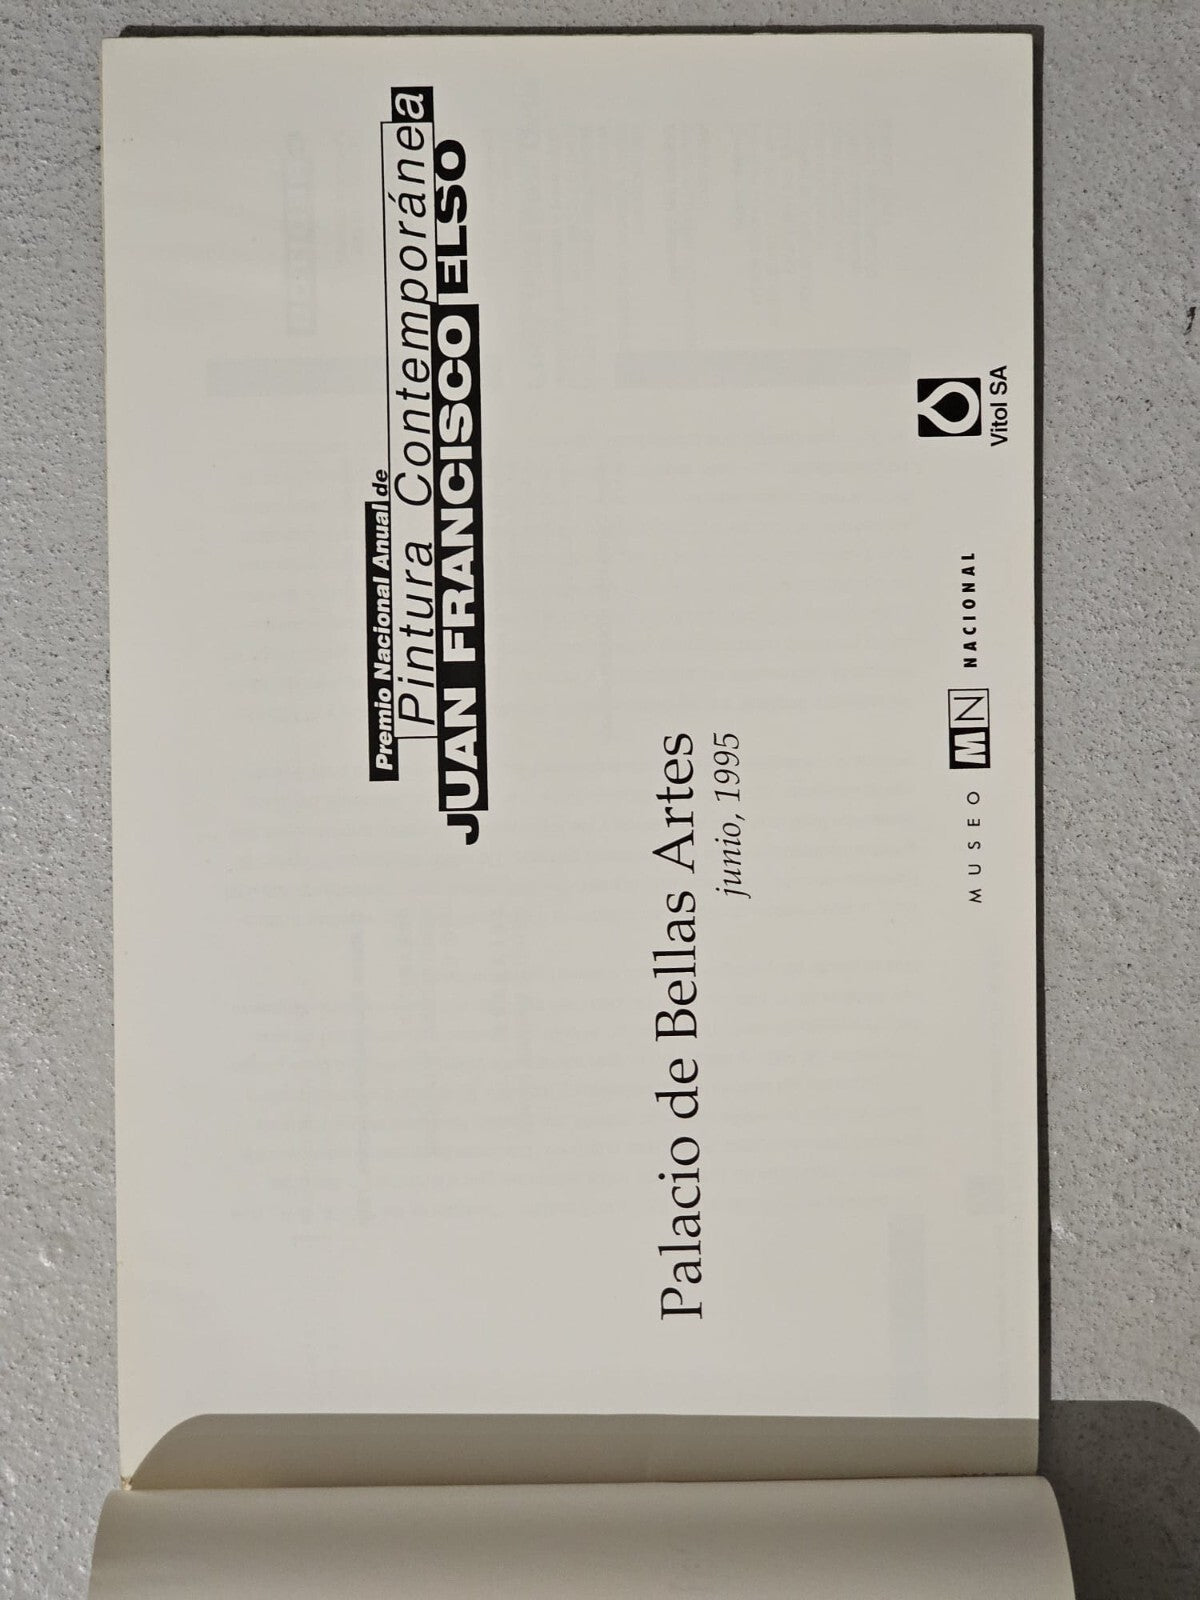 Premio Nacional Anual de
Pintura Contemporánea
JUAN FRANCISCO ELSO
Palacio de Bellas Artes
junio, 1995
MUSEO MN NACIONAL
Vitol SA